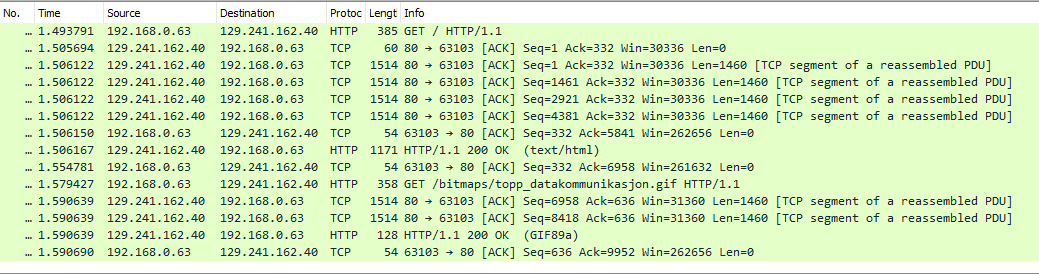 No. Time Source Destination Protoc Lengt Info
… 1.493791 192.168.0.63 129.241.162.40 HTTP 385 GET / HTTP/1.1
… 1.505694 129.241.162.40 192.168.0.63 TCP 60 80 → 63103 [ACK] Seq=1 Ack=332 Win=30336 Len=0
… 1.506122 129.241.162.40 192.168.0.63 TCP 1514 80 → 63103 [ACK] Seq=1 Ack=332 Win=30336 Len=1460 [TCP segment of a reassembled PDU]
… 1.506122 129.241.162.40 192.168.0.63 TCP 1514 80 → 63103 [ACK] Seq=1461 Ack=332 Win=30336 Len=1460 [TCP segment of a reassembled PDU]
… 1.506122 129.241.162.40 192.168.0.63 TCP 1514 80 → 63103 [ACK] Seq=2921 Ack=332 Win=30336 Len=1460 [TCP segment of a reassembled PDU]
… 1.506122 129.241.162.40 192.168.0.63 TCP 1514 80 → 63103 [ACK] Seq=4381 Ack=332 Win=30336 Len=1460 [TCP segment of a reassembled PDU]
… 1.506150 192.168.0.63 129.241.162.40 TCP 54 63103 → 80 [ACK] Seq=332 Ack=5841 Win=262656 Len=0
… 1.506167 129.241.162.40 192.168.0.63 HTTP 1171 HTTP/1.1 200 OK (text/html)
… 1.554781 192.168.0.63 129.241.162.40 TCP 54 63103 → 80 [ACK] Seq=332 Ack=6958 Win=261632 Len=0
… 1.579427 192.168.0.63 129.241.162.40 HTTP 358 GET /bitmaps/topp_datakommunikasjon.gif HTTP/1.1
… 1.590639 129.241.162.40 192.168.0.63 TCP 1514 80 → 63103 [ACK] Seq=6958 Ack=636 Win=31360 Len=1460 [TCP segment of a reassembled PDU]
… 1.590639 129.241.162.40 192.168.0.63 TCP 1514 80 → 63103 [ACK] Seq=8418 Ack=636 Win=31360 Len=1460 [TCP segment of a reassembled PDU]
… 1.590639 129.241.162.40 192.168.0.63 HTTP 128 HTTP/1.1 200 OK (GIF89a)
… 1.590690 192.168.0.63 129.241.162.40 TCP 54 63103 → 80 [ACK] Seq=636 Ack=9952 Win=262656 Len=0